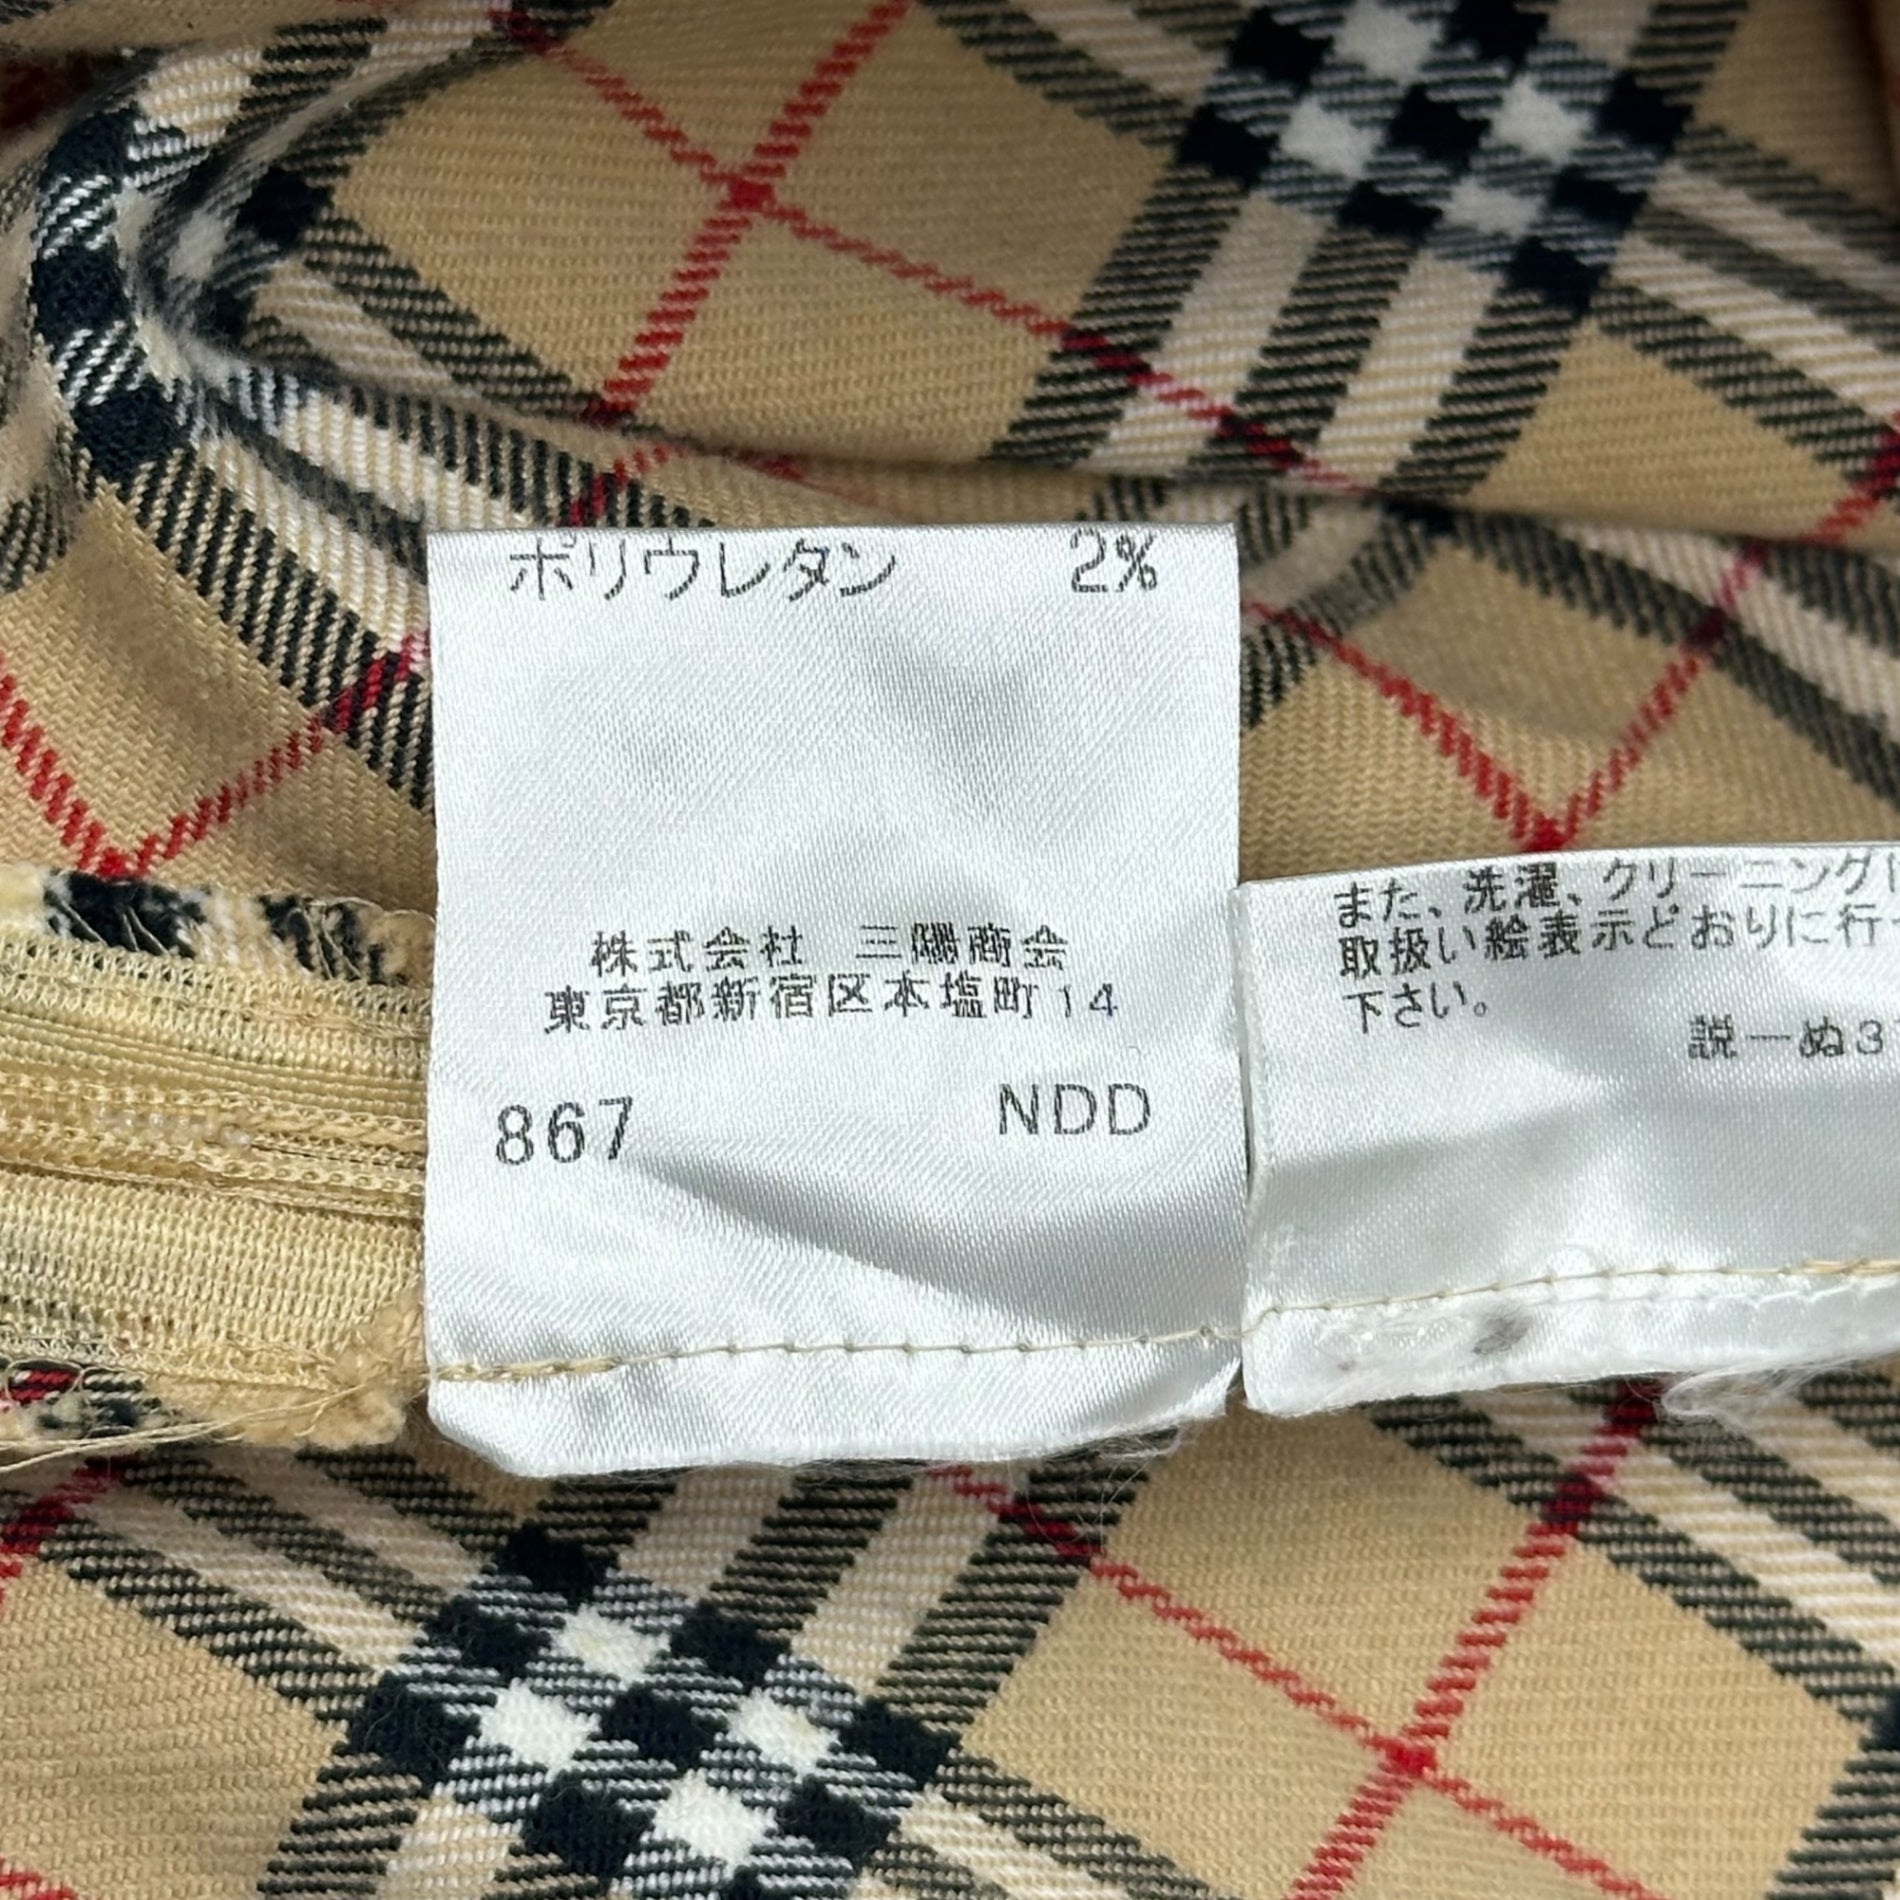 ポリウレタン 2%
株式会社 三陽商会
東京都新宿区本塩町14
867 NDD
また、洗濯、クリーニング
取扱い絵表示どおりに行
下さい。
説―ぬ3